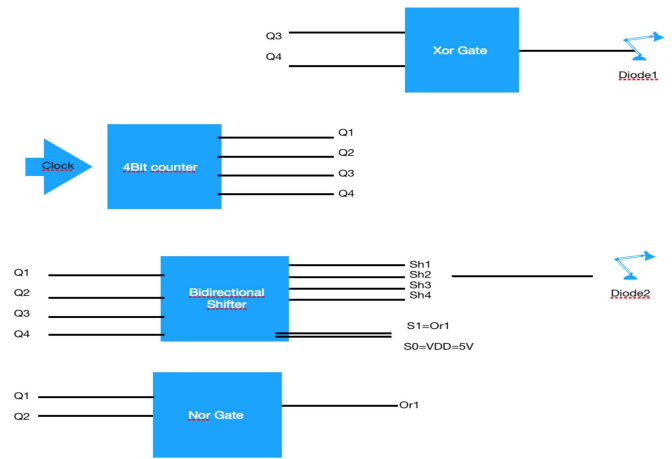 Q3
Q4
Xor Gate
Diode1
Clock
4Bit counter
Q1
Q2
Q3
Q4
Q1
Q2
Q3
Q4
Bidirectional
Shifter
Sh1
Sh2
Sh3
Sh4
S1=Or1
S0=VDD=5V
Diode2
Q1
Q2
Nor Gate
Or1